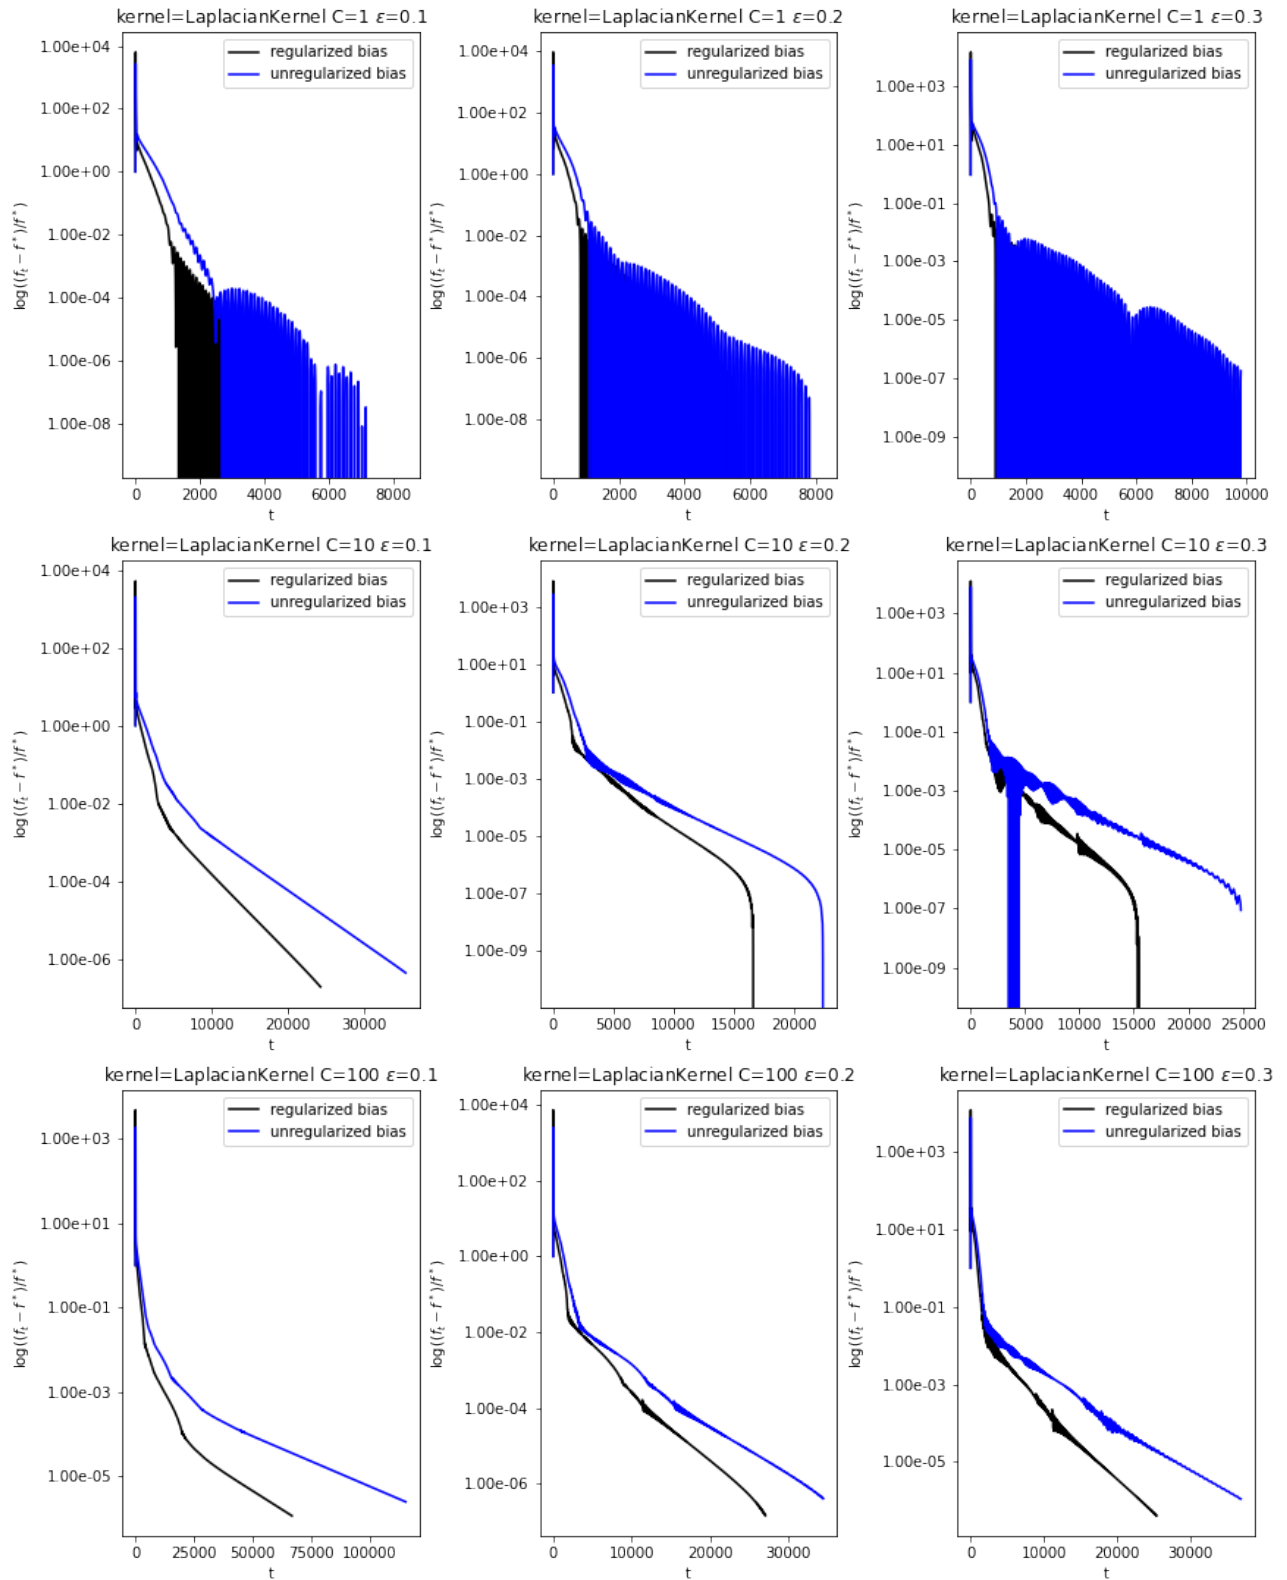 kernel=LaplacianKernel C=1 ε=0.1
regularized bias
unregularized bias
1.00e+04
1.00e+02
1.00e+00
1.00e-02
1.00e-04
1.00e-06
1.00e-08
log((f_t − f*)/f*)
0 2000 4000 6000 8000
t
kernel=LaplacianKernel C=1 ε=0.2
regularized bias
unregularized bias
1.00e+04
1.00e+02
1.00e+00
1.00e-02
1.00e-04
1.00e-06
1.00e-08
log((f_t − f*)/f*)
0 2000 4000 6000 8000
t
kernel=LaplacianKernel C=1 ε=0.3
regularized bias
unregularized bias
1.00e+03
1.00e+01
1.00e-01
1.00e-03
1.00e-05
1.00e-07
1.00e-09
log((f_t − f*)/f*)
0 2000 4000 6000 8000 10000
t
kernel=LaplacianKernel C=10 ε=0.1
regularized bias
unregularized bias
1.00e+04
1.00e+02
1.00e+00
1.00e-02
1.00e-04
1.00e-06
log((f_t − f*)/f*)
0 10000 20000 30000
t
kernel=LaplacianKernel C=10 ε=0.2
regularized bias
unregularized bias
1.00e+03
1.00e+01
1.00e-01
1.00e-03
1.00e-05
1.00e-07
1.00e-09
log((f_t − f*)/f*)
0 5000 10000 15000 20000
t
kernel=LaplacianKernel C=10 ε=0.3
regularized bias
unregularized bias
1.00e+03
1.00e+01
1.00e-01
1.00e-03
1.00e-05
1.00e-07
1.00e-09
log((f_t − f*)/f*)
0 5000 10000 15000 20000 25000
t
kernel=LaplacianKernel C=100 ε=0.1
regularized bias
unregularized bias
1.00e+03
1.00e+01
1.00e-01
1.00e-03
1.00e-05
log((f_t − f*)/f*)
0 25000 50000 75000 100000
t
kernel=LaplacianKernel C=100 ε=0.2
regularized bias
unregularized bias
1.00e+04
1.00e+02
1.00e+00
1.00e-02
1.00e-04
1.00e-06
log((f_t − f*)/f*)
0 10000 20000 30000
t
kernel=LaplacianKernel C=100 ε=0.3
regularized bias
unregularized bias
1.00e+03
1.00e+01
1.00e-01
1.00e-03
1.00e-05
log((f_t − f*)/f*)
0 10000 20000 30000
t